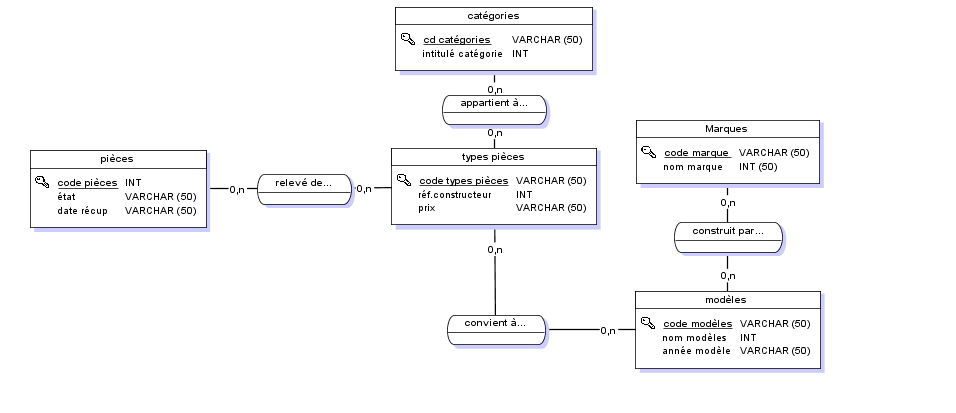 catégories
cd catégories VARCHAR (50)
intitulé catégorie INT
0,n
appartient à...
0,n
types pièces
code types pièces VARCHAR (50)
réf.constructeur INT
prix VARCHAR (50)
pièces
code pièces INT
état VARCHAR (50)
date récup VARCHAR (50)
0,n
relevé de...
0,n
Marques
code marque VARCHAR (50)
nom marque INT (50)
0,n
construit par...
0,n
modèles
code modèles VARCHAR (50)
nom modèles INT
année modèle VARCHAR (50)
0,n
convient à...
0,n